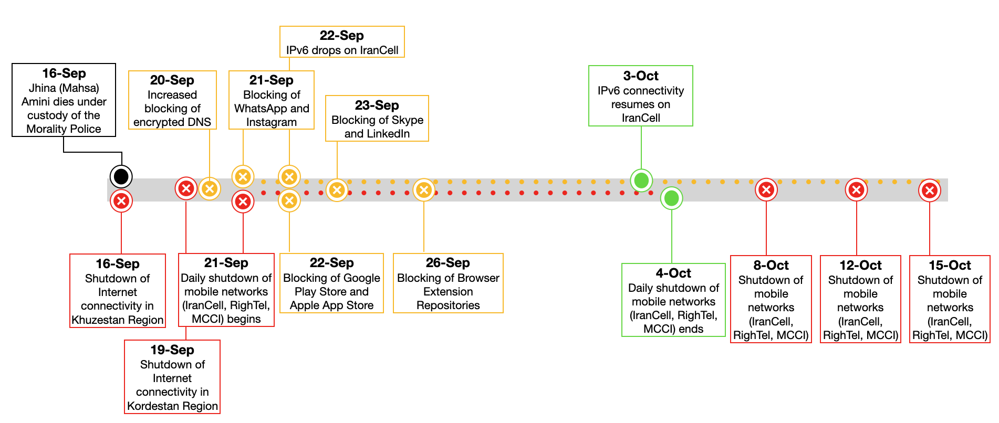 22-Sep
IPv6 drops on IranCell
16-Sep
Jhina (Mahsa)
Amini dies under
custody of the
Morality Police
20-Sep
Increased
blocking of
encrypted DNS
21-Sep
Blocking of
WhatsApp and
Instagram
23-Sep
Blocking of Skype
and LinkedIn
3-Oct
IPv6 connectivity
resumes on
IranCell
16-Sep
Shutdown of
Internet
connectivity in
Khuzestan Region
21-Sep
Daily shutdown of
mobile networks
(IranCell, RighTel,
MCCI) begins
22-Sep
Blocking of Google
Play Store and
Apple App Store
26-Sep
Blocking of Browser
Extension
Repositories
4-Oct
Daily shutdown of
mobile networks
(IranCell, RighTel,
MCCI) ends
8-Oct
Shutdown of
mobile
networks
(IranCell,
RighTel, MCCI)
12-Oct
Shutdown of
mobile
networks
(IranCell,
RighTel, MCCI)
15-Oct
Shutdown of
mobile
networks
(IranCell,
RighTel, MCCI)
19-Sep
Shutdown of
Internet
connectivity in
Kordestan Region